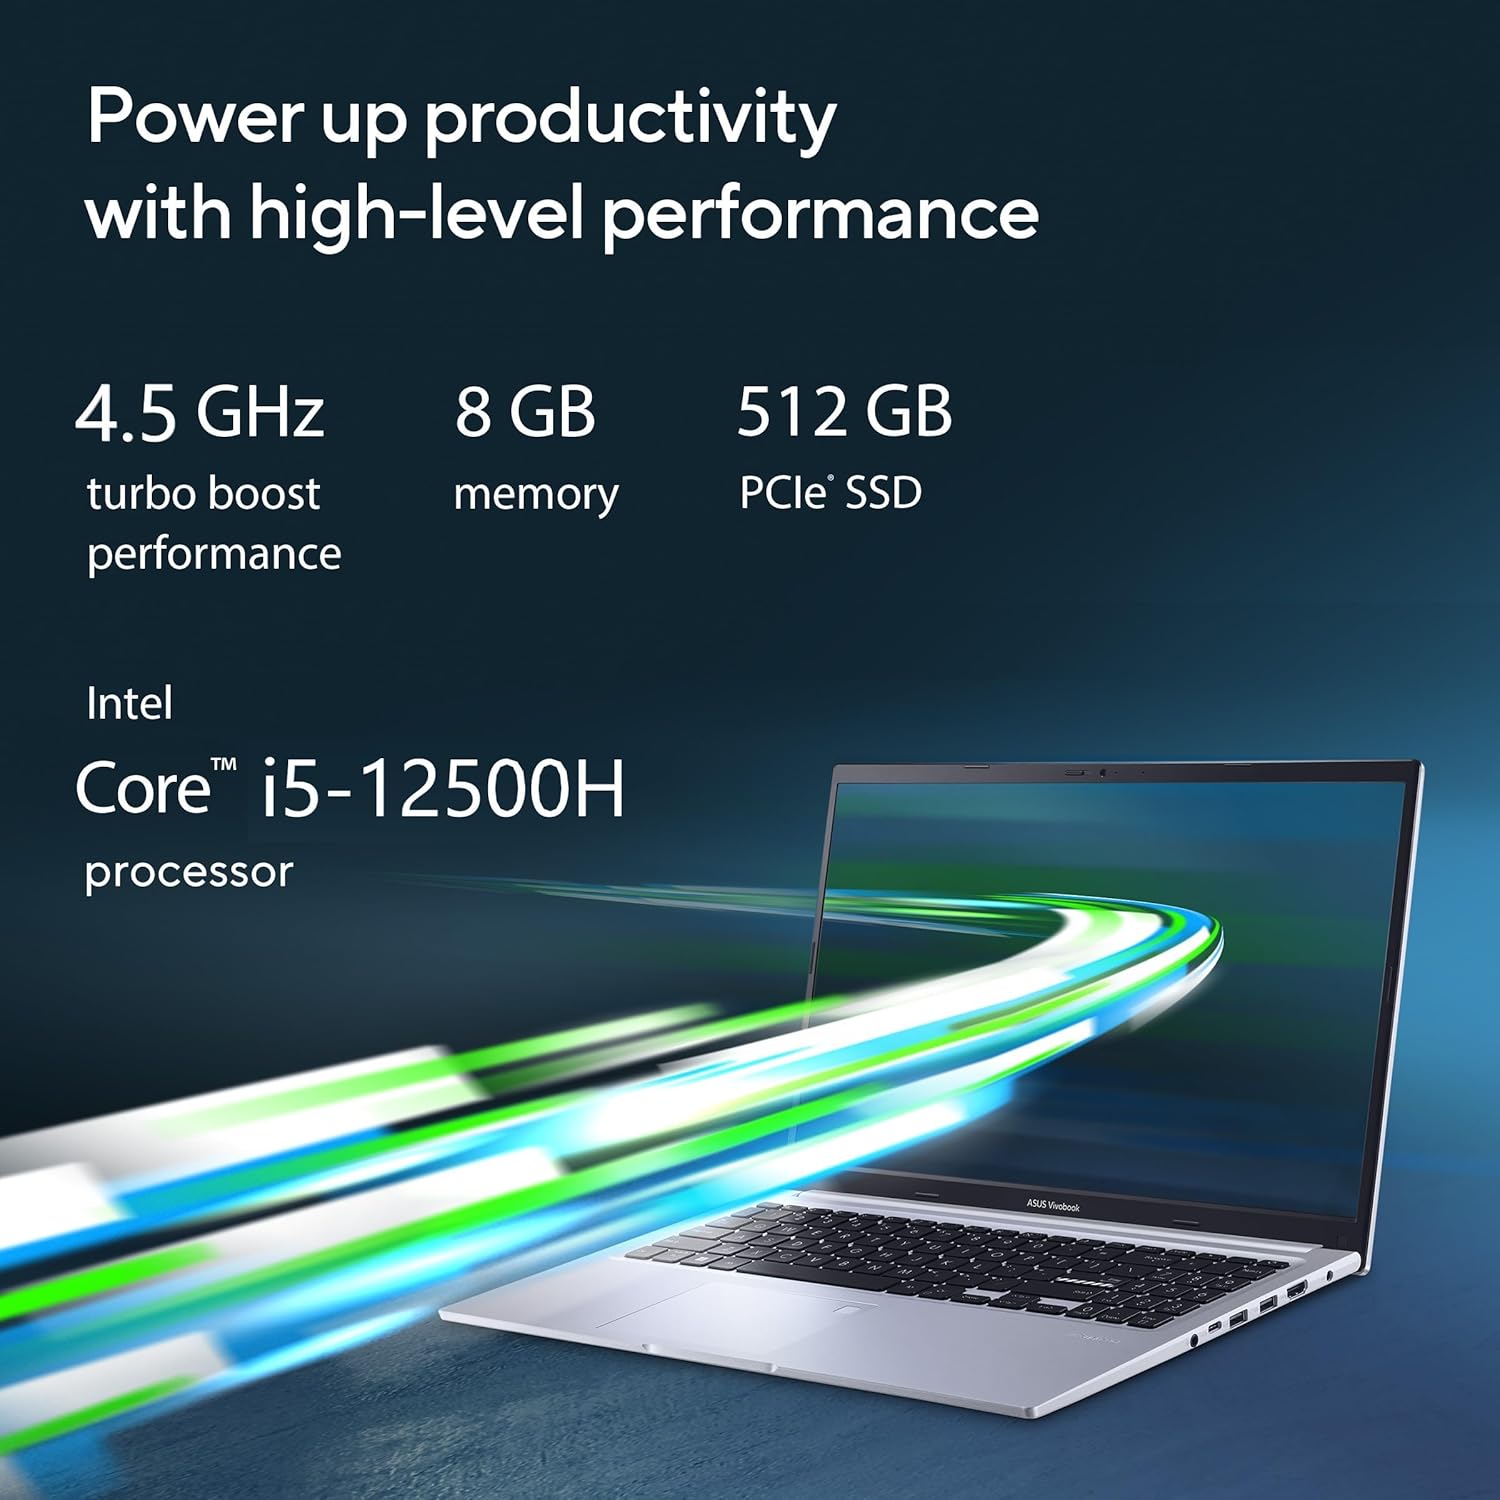 Power up productivity
with high-level performance
4.5 GHz
turbo boost
performance
8 GB
memory
512 GB
PCIe® SSD
Intel
Core™ i5-12500H
processor
ASUS Vivobook